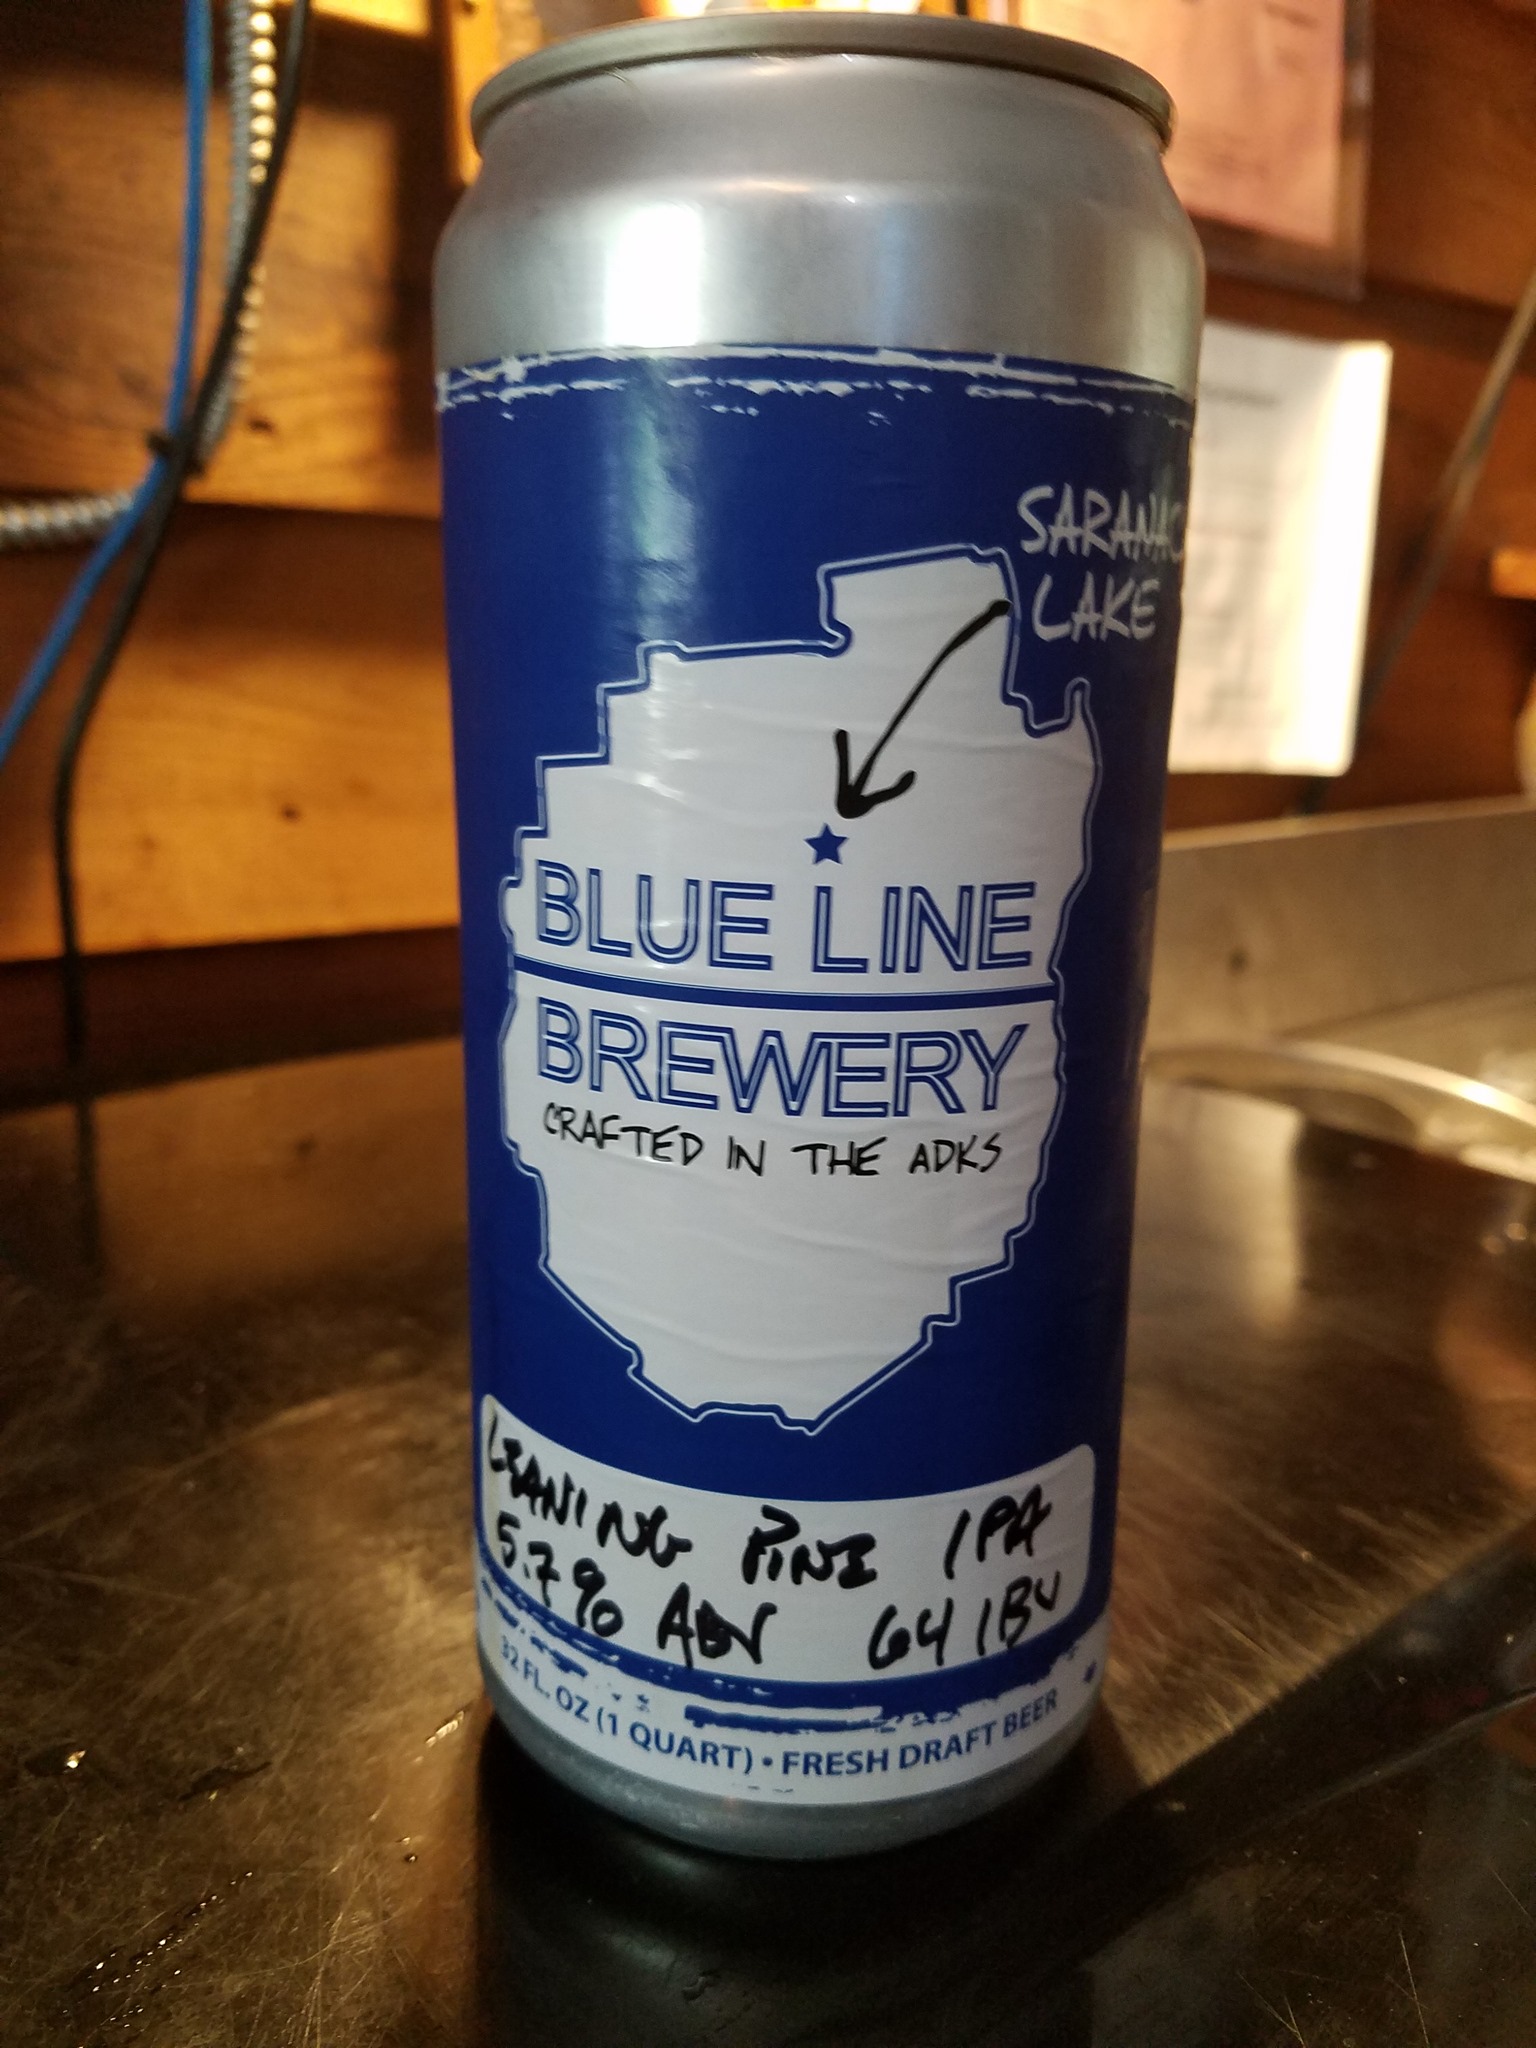 SARANAC
LAKE
BLUE LINE
BREWERY
CRAFTED IN THE ADKS
LEANING PINE IPA
5.7% ABV 64 IBU
32 FL. OZ (1 QUART) • FRESH DRAFT BEER